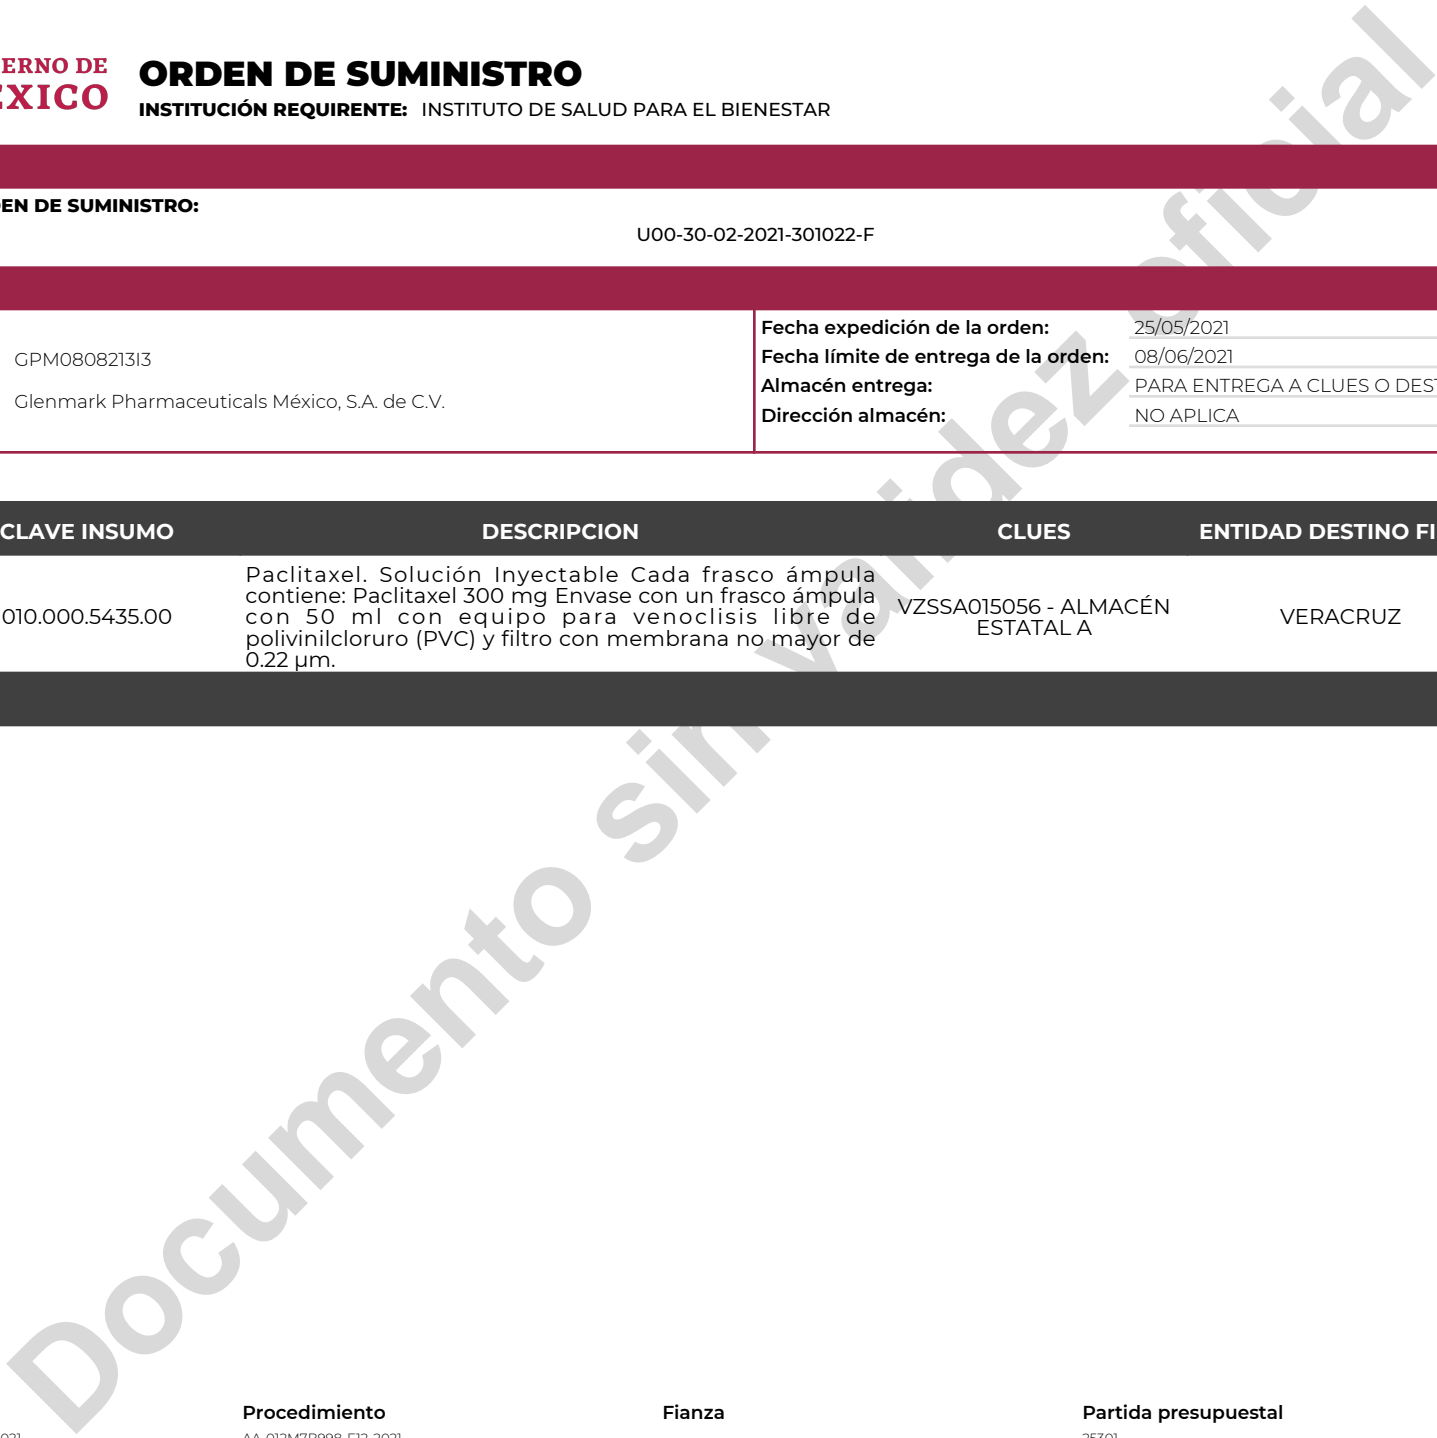 ERNO DE
ÉXICO
ORDEN DE SUMINISTRO
INSTITUCIÓN REQUIRENTE: INSTITUTO DE SALUD PARA EL BIENESTAR
EN DE SUMINISTRO:
U00-30-02-2021-301022-F
GPM0808213I3
Glenmark Pharmaceuticals México, S.A. de C.V.
Fecha expedición de la orden: 25/05/2021
Fecha límite de entrega de la orden: 08/06/2021
Almacén entrega: PARA ENTREGA A CLUES O DEST
Dirección almacén: NO APLICA
CLAVE INSUMO DESCRIPCION CLUES ENTIDAD DESTINO FI
010.000.5435.00
Paclitaxel. Solución Inyectable Cada frasco ámpula
contiene: Paclitaxel 300 mg Envase con un frasco ámpula
con 50 ml con equipo para venoclisis libre de
polivinilcloruro (PVC) y filtro con membrana no mayor de
0.22 µm.
VZSSA015056 - ALMACÉN
ESTATAL A
VERACRUZ
Documento sin validez oficial
Procedimiento Fianza Partida presupuestal